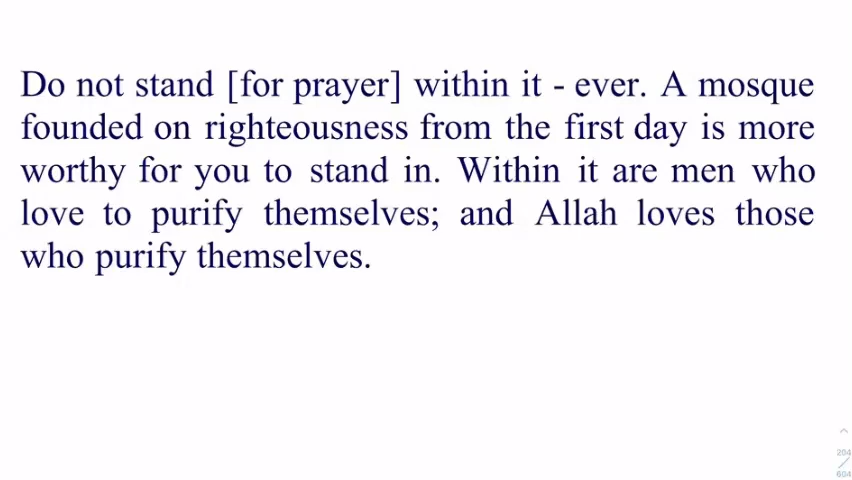 Do not stand [for prayer] within it - ever. A mosque
founded on righteousness from the first day is more
worthy for you to stand in. Within it are men who
love to purify themselves; and Allah loves those
who purify themselves.
204
604